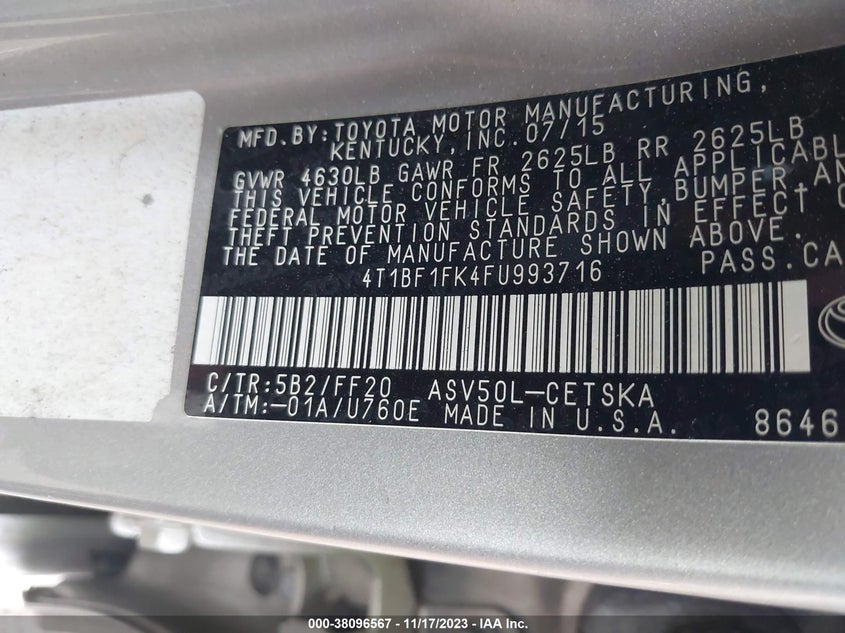 MFD. BY: TOYOTA MOTOR MANUFACTURING,
KENTUCKY, INC. 07/15
GVWR 4630LB GAWR FR 2625LB RR 2625LB
THIS VEHICLE CONFORMS TO ALL APPLICABL
FEDERAL MOTOR VEHICLE SAFETY, BUMPER, AN
THEFT PREVENTION STANDARDS IN EFFECT O
THE DATE OF MANUFACTURE SHOWN ABOVE.
4T1BF1FK4FU993716 PASS. CA
C/TR: 5B2/FF20 ASV50L-CETSKA
A/TM:-01A/U760E MADE IN U.S.A. 8646
000-38096567 - 11/17/2023 - IAA Inc.